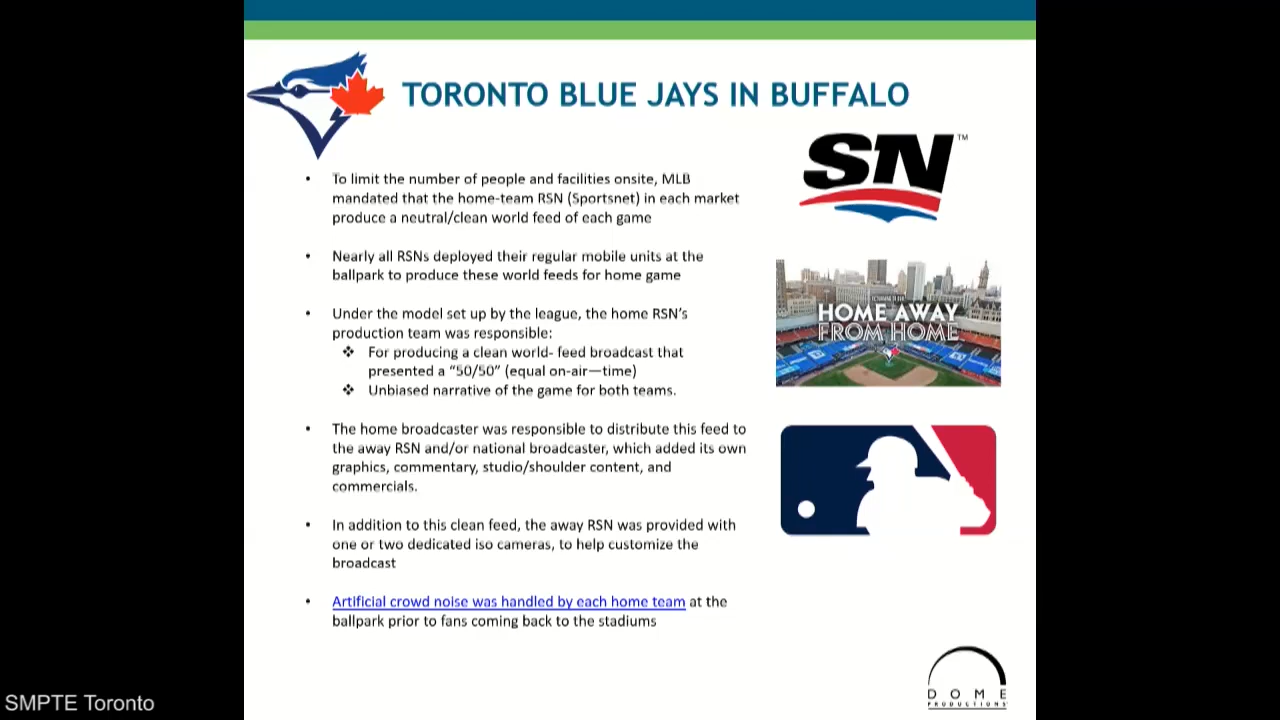 TORONTO BLUE JAYS IN BUFFALO
SN™
• To limit the number of people and facilities onsite, MLB
mandated that the home-team RSN (Sportsnet) in each market
produce a neutral/clean world feed of each game
• Nearly all RSNs deployed their regular mobile units at the
ballpark to produce these world feeds for home game
• Under the model set up by the league, the home RSN's
production team was responsible:
❖ For producing a clean world- feed broadcast that
presented a “50/50” (equal on-air—time)
❖ Unbiased narrative of the game for both teams.
• The home broadcaster was responsible to distribute this feed to
the away RSN and/or national broadcaster, which added its own
graphics, commentary, studio/shoulder content, and
commercials.
• In addition to this clean feed, the away RSN was provided with
one or two dedicated iso cameras, to help customize the
broadcast
• Artificial crowd noise was handled by each home team at the
ballpark prior to fans coming back to the stadiums
HOME AWAY
FROM HOME
DOME
PRODUCTIONS
SMPTE Toronto